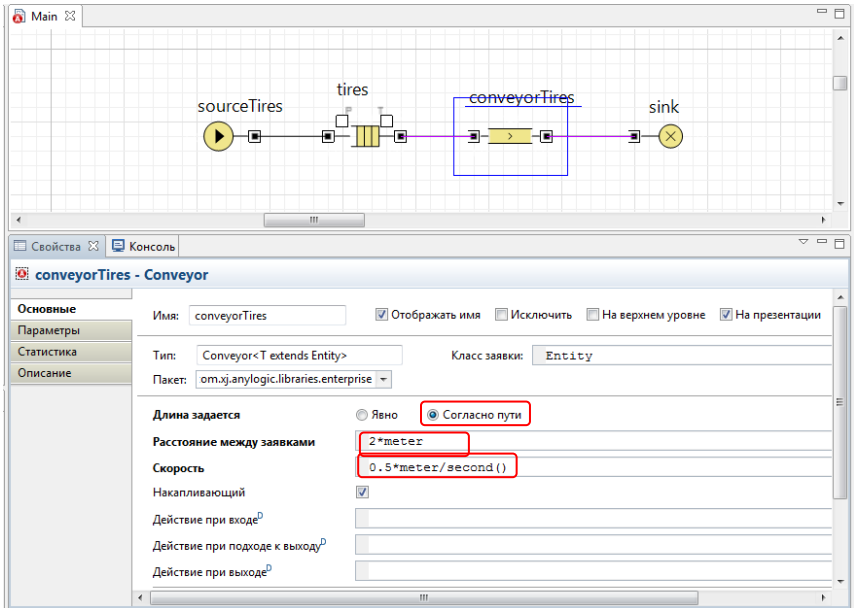 Main
tires
sourceTires
conveyorTires
sink
Свойства
Консоль
conveyorTires - Conveyor
Основные
Параметры
Статистика
Описание
Имя: conveyorTires Отображать имя Исключить На верхнем уровне На презентации
Тип: Conveyor<T extends Entity> Класс заявки: Entity
Пакет: om.xj.anylogic.libraries.enterprise
Длина задается Явно Согласно пути
Расстояние между заявками 2*meter
Скорость 0.5*meter/second()
Накапливающий
Действие при входеD
Действие при подходе к выходуD
Действие при выходеD